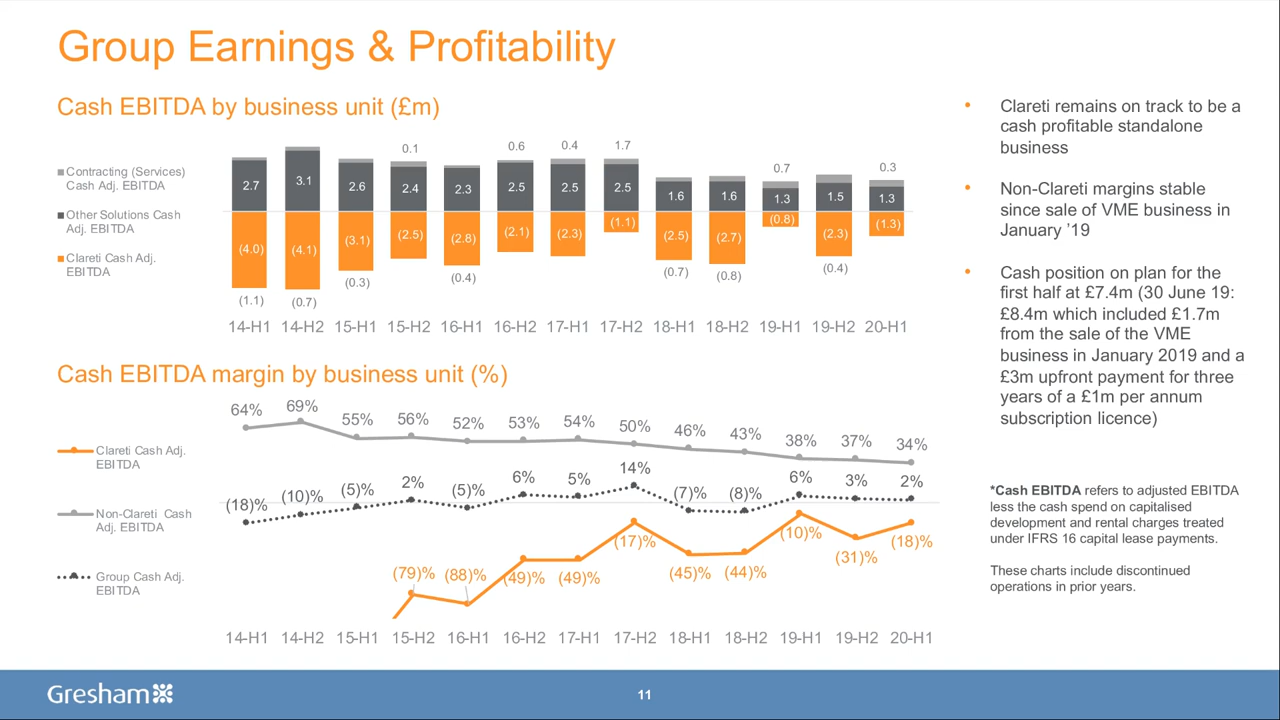 Group Earnings & Profitability
Cash EBITDA by business unit (£m)
Contracting (Services)
Cash Adj. EBITDA
Other Solutions Cash
Adj. EBITDA
Clareti Cash Adj.
EBITDA
0.1 0.6 0.4 1.7 0.7 0.3
2.7 3.1 2.6 2.4 2.3 2.5 2.5 2.5 1.6 1.6 1.3 1.5 1.3
(4.0) (4.1) (3.1) (2.5) (2.8) (2.1) (2.3) (1.1) (2.5) (2.7) (0.8) (2.3) (1.3)
(1.1) (0.7) (0.3) (0.4) (0.7) (0.8) (0.4)
14-H1 14-H2 15-H1 15-H2 16-H1 16-H2 17-H1 17-H2 18-H1 18-H2 19-H1 19-H2 20-H1
Cash EBITDA margin by business unit (%)
Clareti Cash Adj.
EBITDA
Non-Clareti Cash
Adj. EBITDA
Group Cash Adj.
EBITDA
64% 69% 55% 56% 52% 53% 54% 50% 46% 43% 38% 37% 34%
(18)% (10)% (5)% 2% (5)% 6% 5% 14% (7)% (8)% 6% 3% 2%
(79)% (88)% (49)% (49)% (17)% (45)% (44)% (10)% (31)% (18)%
14-H1 14-H2 15-H1 15-H2 16-H1 16-H2 17-H1 17-H2 18-H1 18-H2 19-H1 19-H2 20-H1
• Clareti remains on track to be a
cash profitable standalone
business
• Non-Clareti margins stable
since sale of VME business in
January ’19
• Cash position on plan for the
first half at £7.4m (30 June 19:
£8.4m which included £1.7m
from the sale of the VME
business in January 2019 and a
£3m upfront payment for three
years of a £1m per annum
subscription licence)
*Cash EBITDA refers to adjusted EBITDA
less the cash spend on capitalised
development and rental charges treated
under IFRS 16 capital lease payments.
These charts include discontinued
operations in prior years.
Gresham
11